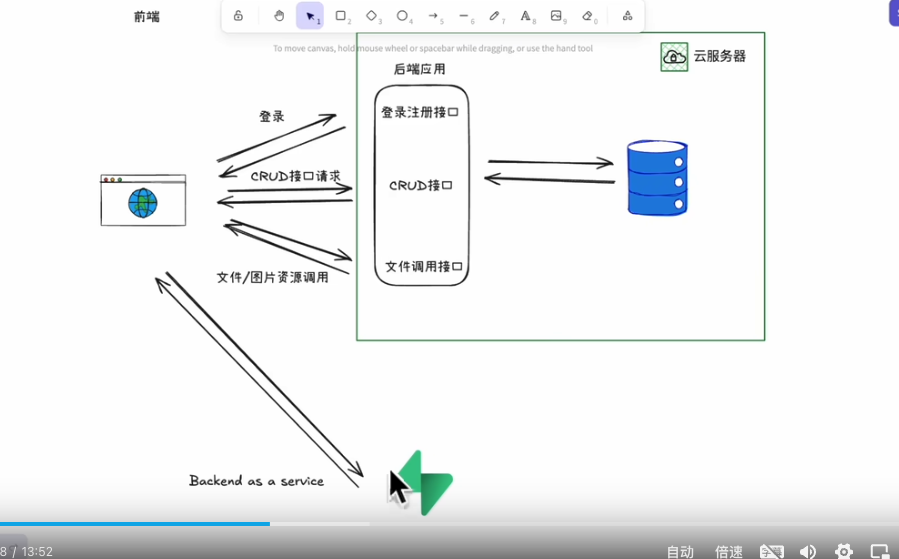 前端
1
2
3
4
5
6
7
8
9
0
To move canvas, hold mouse wheel or spacebar while dragging, or use the hand tool
云服务器
后端应用
登录注册接口
登录
CRUD接口请求
CRUD接口
文件调用接口
文件/图片资源调用
Backend as a service
8 / 13:52
自动
倍速
字幕